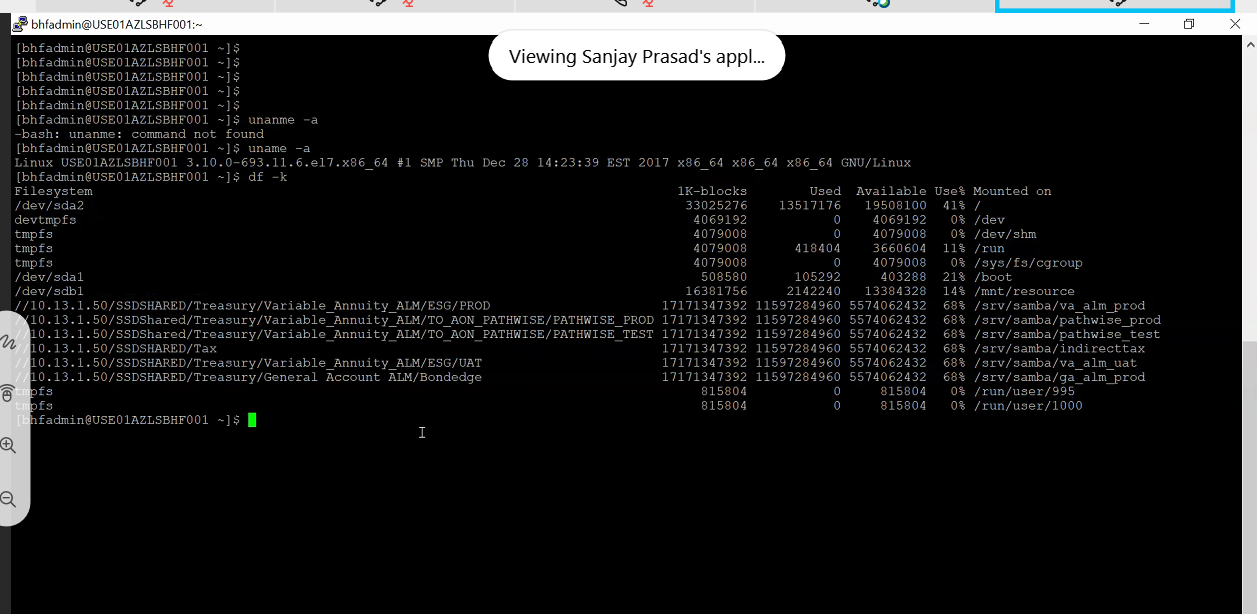 bhfadmin@USE01AZLSBHF001:~
Viewing Sanjay Prasad's appl...
[bhfadmin@USE01AZLSBHF001 ~]$
[bhfadmin@USE01AZLSBHF001 ~]$
[bhfadmin@USE01AZLSBHF001 ~]$
[bhfadmin@USE01AZLSBHF001 ~]$
[bhfadmin@USE01AZLSBHF001 ~]$
[bhfadmin@USE01AZLSBHF001 ~]$ unanme -a
-bash: unanme: command not found
[bhfadmin@USE01AZLSBHF001 ~]$ uname -a
Linux USE01AZLSBHF001 3.10.0-693.11.6.el7.x86_64 #1 SMP Thu Dec 28 14:23:39 EST 2017 x86_64 x86_64 x86_64 GNU/Linux
[bhfadmin@USE01AZLSBHF001 ~]$ df -k
Filesystem 1K-blocks Used Available Use% Mounted on
/dev/sda2 33025276 13517176 19508100 41% /
devtmpfs 4069192 0 4069192 0% /dev
tmpfs 4079008 0 4079008 0% /dev/shm
tmpfs 4079008 418404 3660604 11% /run
tmpfs 4079008 0 4079008 0% /sys/fs/cgroup
/dev/sda1 508580 105292 403288 21% /boot
/dev/sdb1 16381756 2142240 13384328 14% /mnt/resource
//10.13.1.50/SSDSHARED/Treasury/Variable_Annuity_ALM/ESG/PROD 17171347392 11597284960 5574062432 68% /srv/samba/va_alm_prod
//10.13.1.50/SSDShared/Treasury/Variable_Annuity_ALM/TO_AON_PATHWISE/PATHWISE_PROD 17171347392 11597284960 5574062432 68% /srv/samba/pathwise_prod
//10.13.1.50/SSDShared/Treasury/Variable_Annuity_ALM/TO_AON_PATHWISE/PATHWISE_TEST 17171347392 11597284960 5574062432 68% /srv/samba/pathwise_test
//10.13.1.50/SSDSHARED/Tax 17171347392 11597284960 5574062432 68% /srv/samba/indirecttax
//10.13.1.50/SSDSHARED/Treasury/Variable_Annuity_ALM/ESG/UAT 17171347392 11597284960 5574062432 68% /srv/samba/va_alm_uat
//10.13.1.50/SSDSHARED/Treasury/General Account ALM/Bondedge 17171347392 11597284960 5574062432 68% /srv/samba/ga_alm_prod
tmpfs 815804 0 815804 0% /run/user/995
tmpfs 815804 0 815804 0% /run/user/1000
[bhfadmin@USE01AZLSBHF001 ~]$